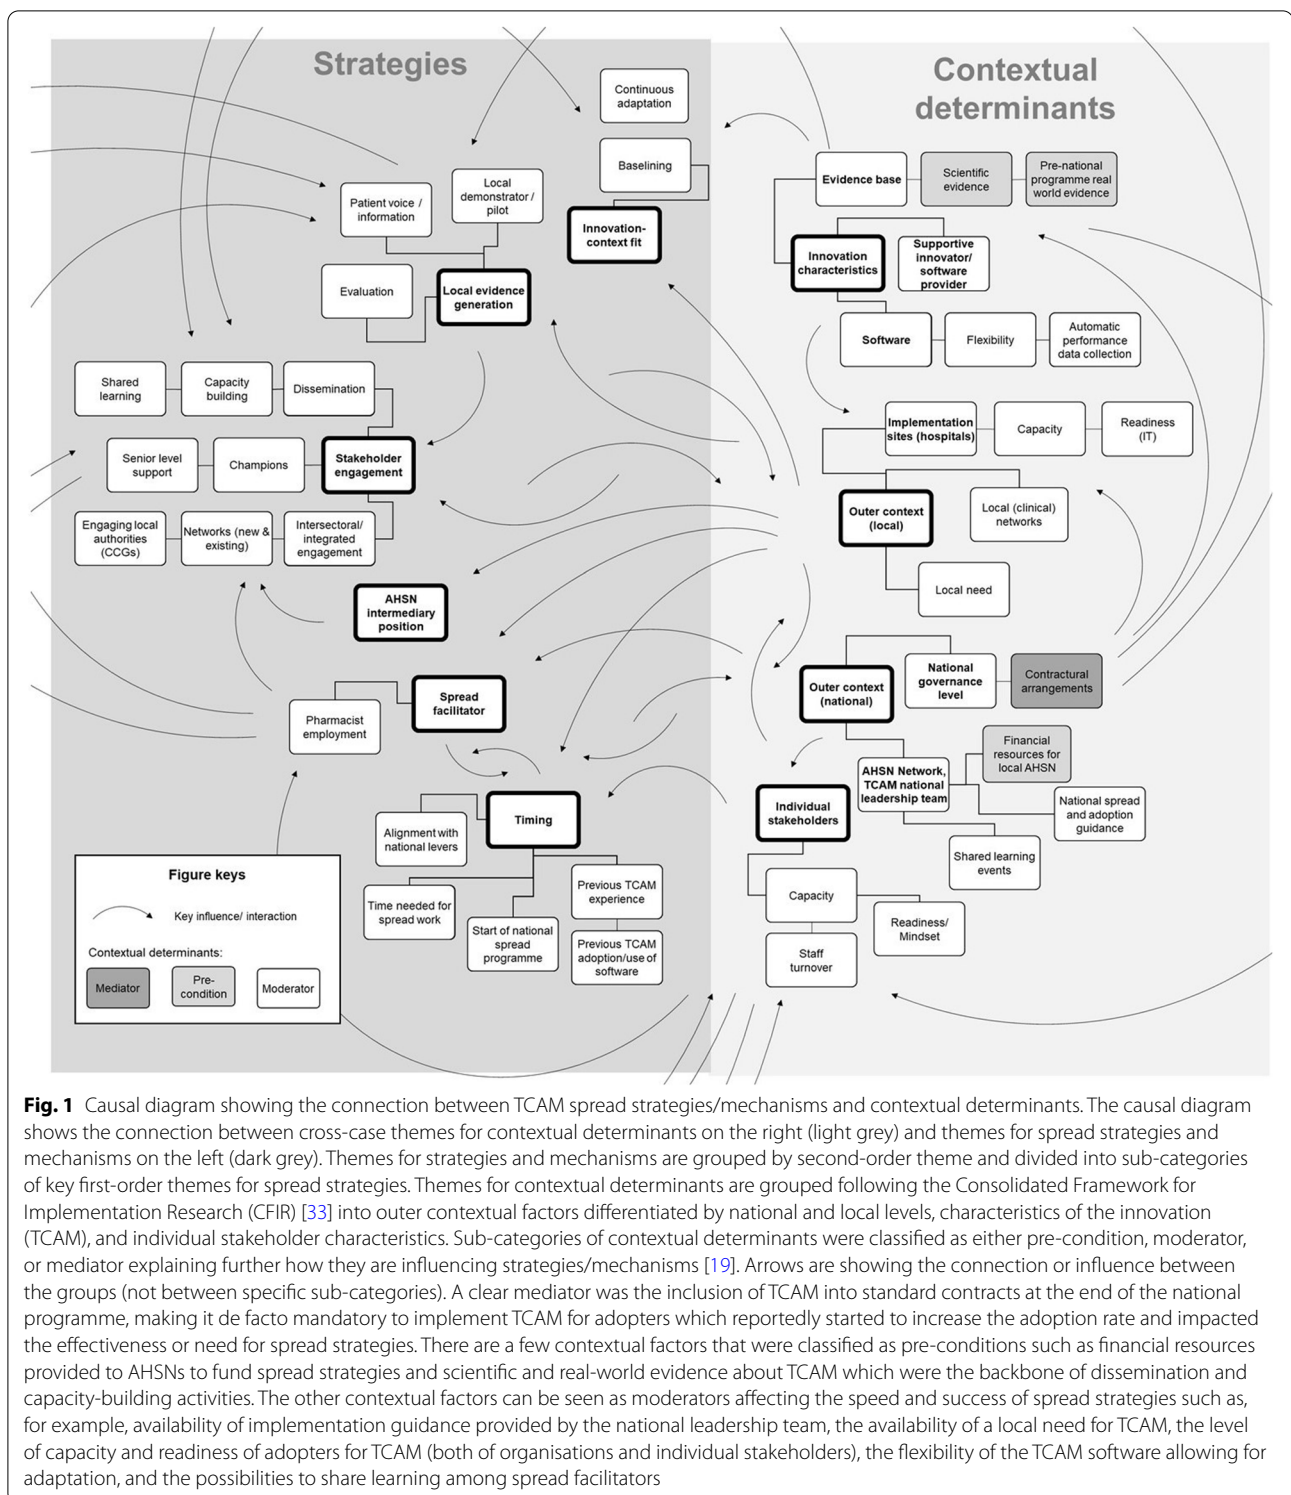 Strategies
Contextual
determinants
Continuous
adaptation
Baselining
Innovation-
context fit
Local
demonstrator /
pilot
Patient voice /
information
Evaluation
Local evidence
generation
Shared
learning
Capacity
building
Dissemination
Senior level
support
Champions
Stakeholder
engagement
Engaging local
authorities
(CCGs)
Networks (new &
existing)
Intersectoral/
integrated
engagement
AHSN
intermediary
position
Spread
facilitator
Pharmacist
employment
Timing
Alignment with
national levers
Time needed for
spread work
Start of national
spread
programme
Previous TCAM
experience
Previous TCAM
adoption/use of
software
Evidence base
Scientific
evidence
Pre-national
programme real
world evidence
Innovation
characteristics
Supportive
innovator/
software
provider
Software
Flexibility
Automatic
performance
data collection
Implementation
sites (hospitals)
Capacity
Readiness
(IT)
Outer context
(local)
Local (clinical)
networks
Local need
Outer context
(national)
National
governance
level
Contractural
arrangements
Financial
resources for
local AHSN
AHSN Network,
TCAM national
leadership team
National spread
and adoption
guidance
Shared learning
events
Individual
stakeholders
Capacity
Readiness/
Mindset
Staff
turnover
Figure keys
Key influence/ interaction
Contextual determinants:
Mediator
Pre-
condition
Moderator
Fig. 1 Causal diagram showing the connection between TCAM spread strategies/mechanisms and contextual determinants. The causal diagram
shows the connection between cross-case themes for contextual determinants on the right (light grey) and themes for spread strategies and
mechanisms on the left (dark grey). Themes for strategies and mechanisms are grouped by second-order theme and divided into sub-categories
of key first-order themes for spread strategies. Themes for contextual determinants are grouped following the Consolidated Framework for
Implementation Research (CFIR) [33] into outer contextual factors differentiated by national and local levels, characteristics of the innovation
(TCAM), and individual stakeholder characteristics. Sub-categories of contextual determinants were classified as either pre-condition, moderator,
or mediator explaining further how they are influencing strategies/mechanisms [19]. Arrows are showing the connection or influence between
the groups (not between specific sub-categories). A clear mediator was the inclusion of TCAM into standard contracts at the end of the national
programme, making it de facto mandatory to implement TCAM for adopters which reportedly started to increase the adoption rate and impacted
the effectiveness or need for spread strategies. There are a few contextual factors that were classified as pre-conditions such as financial resources
provided to AHSNs to fund spread strategies and scientific and real-world evidence about TCAM which were the backbone of dissemination and
capacity-building activities. The other contextual factors can be seen as moderators affecting the speed and success of spread strategies such as,
for example, availability of implementation guidance provided by the national leadership team, the availability of a local need for TCAM, the level
of capacity and readiness of adopters for TCAM (both of organisations and individual stakeholders), the flexibility of the TCAM software allowing for
adaptation, and the possibilities to share learning among spread facilitators